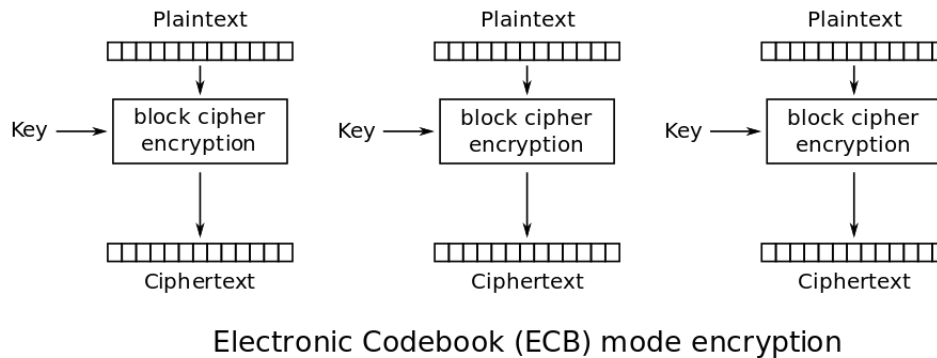 Plaintext Plaintext Plaintext
Key block cipher encryption Key block cipher encryption Key block cipher encryption
Ciphertext Ciphertext Ciphertext
Electronic Codebook (ECB) mode encryption